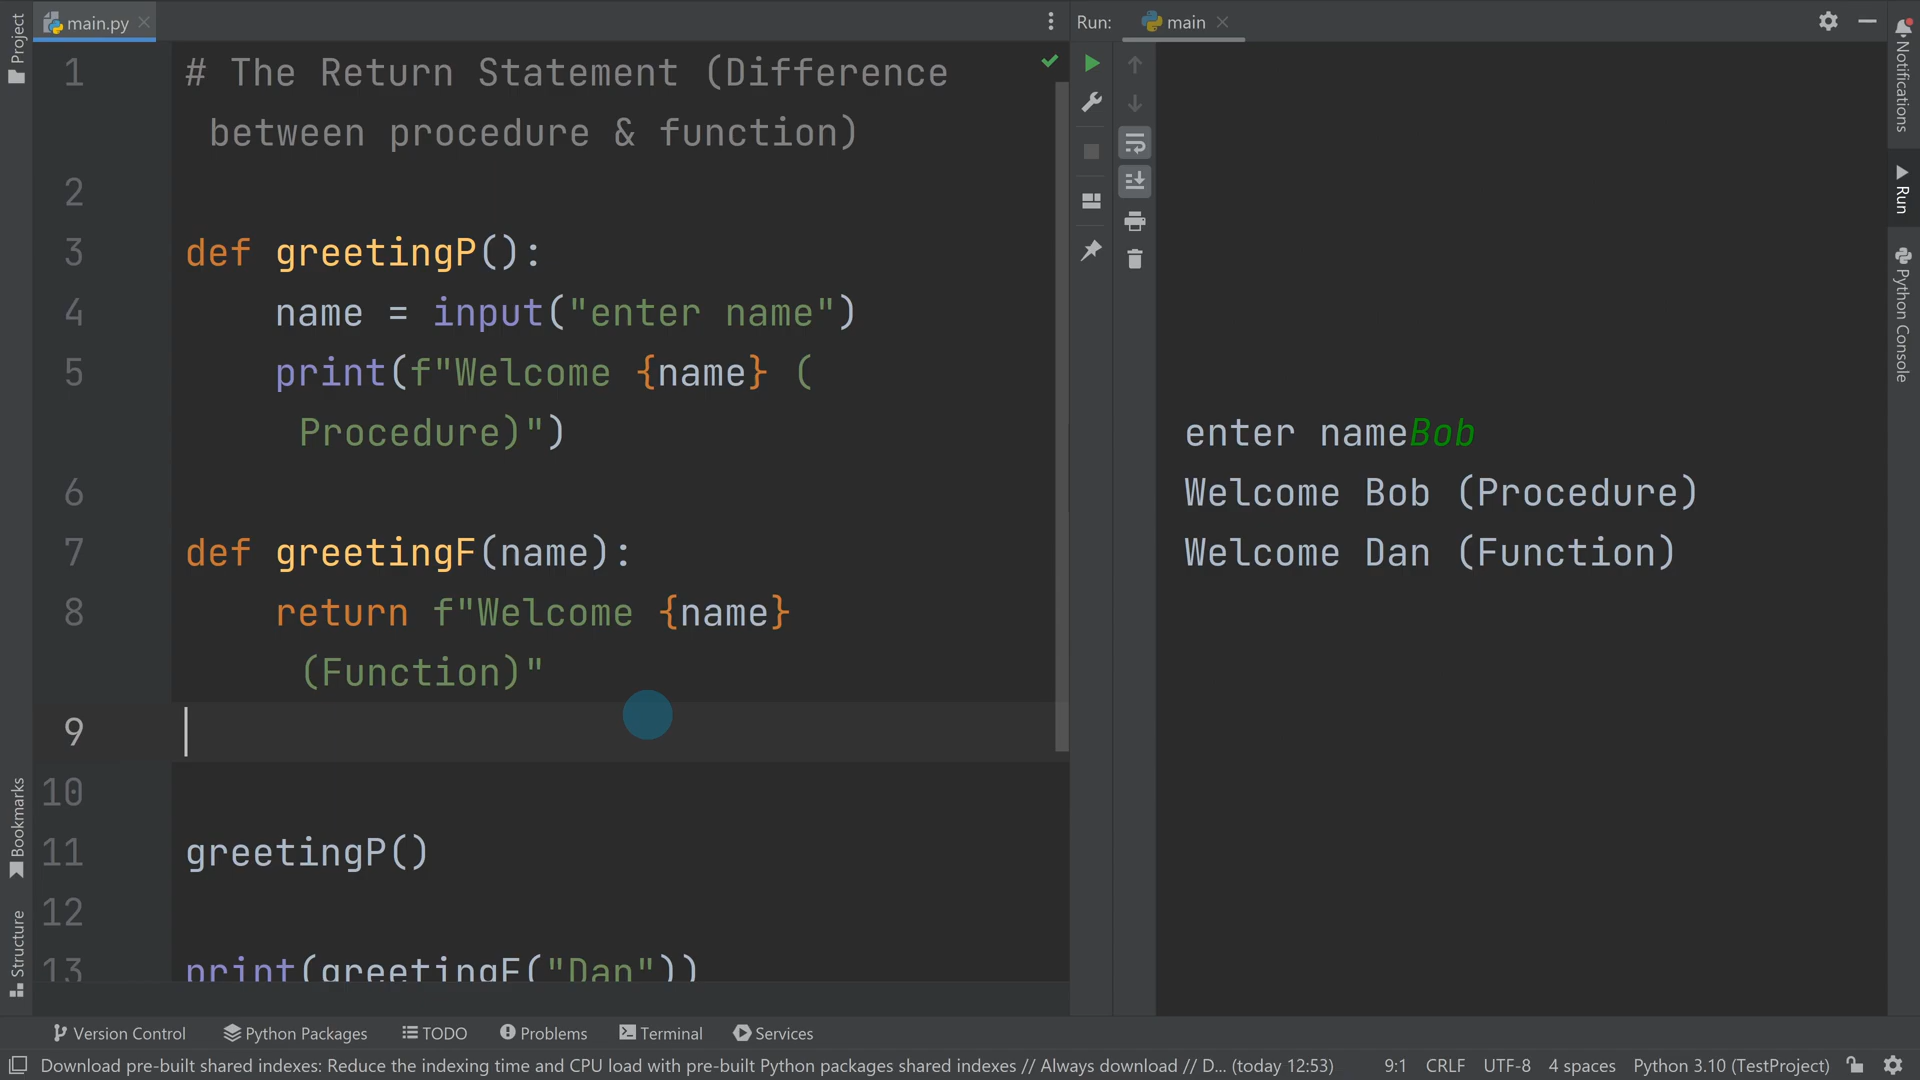 Project
main.py
Run:
main
Notifications
Run
Python Console
1 # The Return Statement (Difference
between procedure & function)
2
3 def greetingP():
4 name = input("enter name")
5 print(f"Welcome {name} (
Procedure)")
6
7 def greetingF(name):
8 return f"Welcome {name}
(Function)"
9
10
11 greetingP()
12
13 print(greetingF("Dan"))
enter nameBob
Welcome Bob (Procedure)
Welcome Dan (Function)
Bookmarks
Structure
Version Control Python Packages TODO Problems Terminal Services
Download pre-built shared indexes: Reduce the indexing time and CPU load with pre-built Python packages shared indexes // Always download // D... (today 12:53) 9:1 CRLF UTF-8 4 spaces Python 3.10 (TestProject)